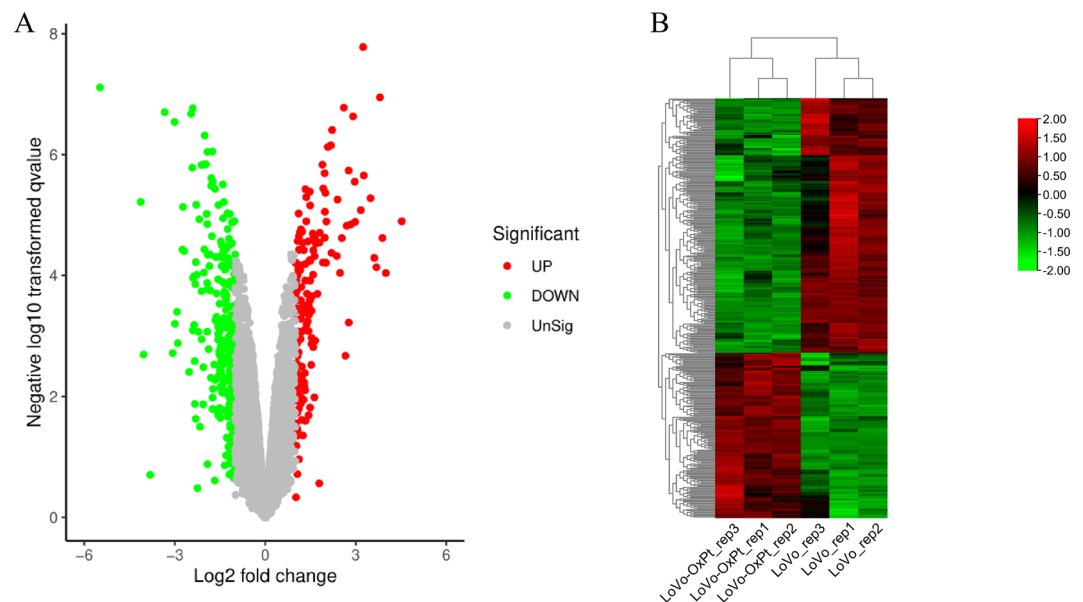 A
B
8
6
4
2
0
Negative log10 transformed qvalue
−6
−3
0
3
6
Log2 fold change
Significant
UP
DOWN
UnSig
2.00
1.50
1.00
0.50
0.00
-0.50
-1.00
-1.50
-2.00
LoVo-OxPt_rep3
LoVo-OxPt_rep1
LoVo-OxPt_rep2
LoVo_rep3
LoVo_rep1
LoVo_rep2